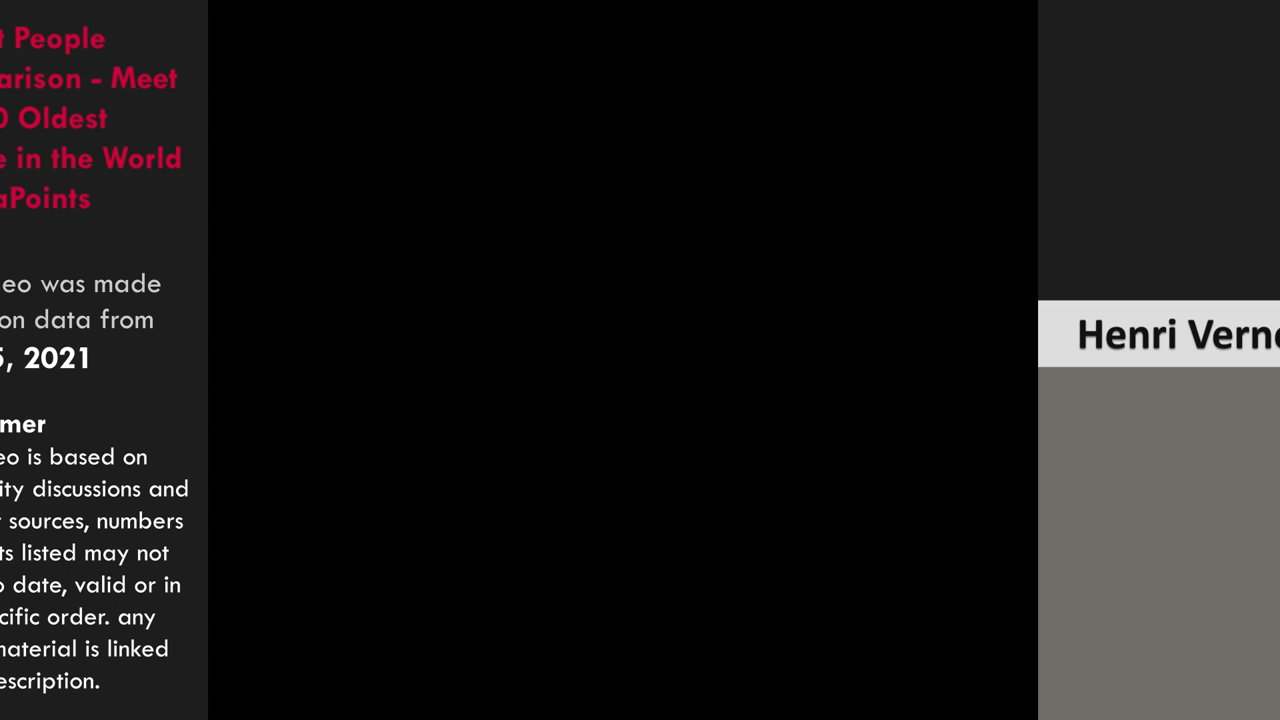 t People
arison - Meet
0 Oldest
e in the World
aPoints
eo was made
on data from
5, 2021
mer
eo is based on
ity discussions and
r sources, numbers
ts listed may not
o date, valid or in
cific order. any
material is linked
escription.
Henri Verne